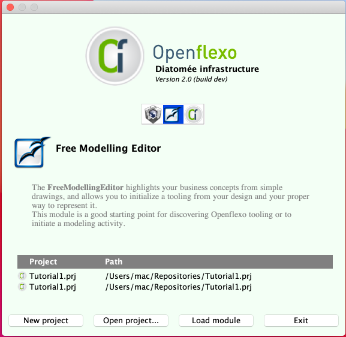 Openflexo
Diatomée infrastructure
Version 2.0 (build dev)
Free Modelling Editor
The FreeModellingEditor highlights your business concepts from simple
drawings, and allows you to initialize a tooling from your design and your proper
way to represent it.
This module is a good starting point for discovering Openflexo tooling or to
initiate a modeling activity.
Project Path
Tutorial1.prj /Users/mac/Repositories/Tutorial1.prj
Tutorial1.prj /Users/mac/Repositories/Tutorial1.prj
New project Open project... Load module Exit